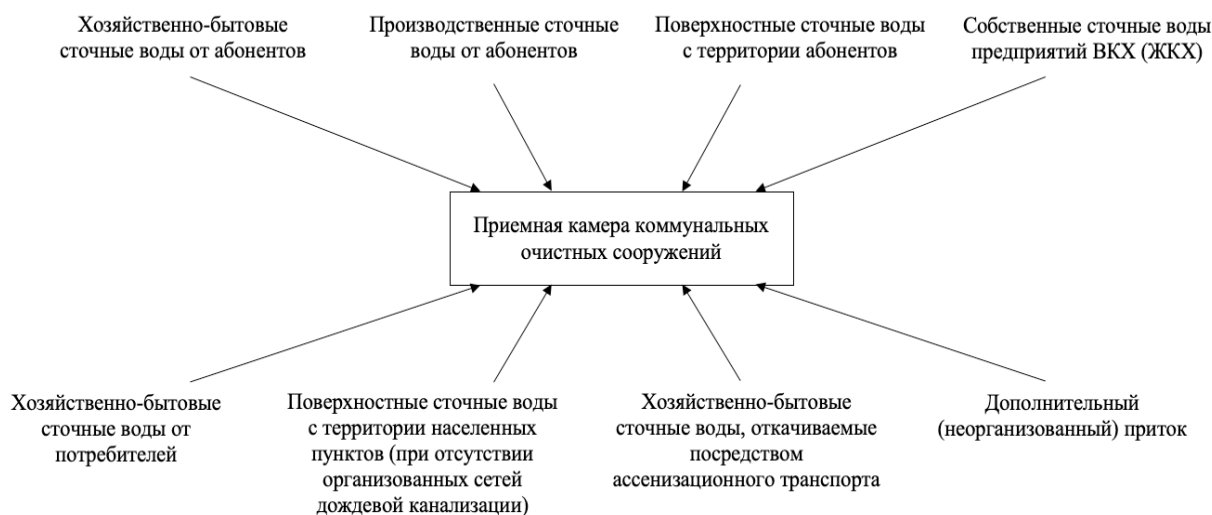 Хозяйственно-бытовые
сточные воды от абонентов
Производственные сточные
воды от абонентов
Поверхностные сточные воды
с территории абонентов
Собственные сточные воды
предприятий ВКХ (ЖКХ)
Приемная камера коммунальных
очистных сооружений
Хозяйственно-бытовые
сточные воды от
потребителей
Поверхностные сточные воды
с территории населенных
пунктов (при отсутствии
организованных сетей
дождевой канализации)
Хозяйственно-бытовые
сточные воды, откачиваемые
посредством
ассенизационного транспорта
Дополнительный
(неорганизованный) приток